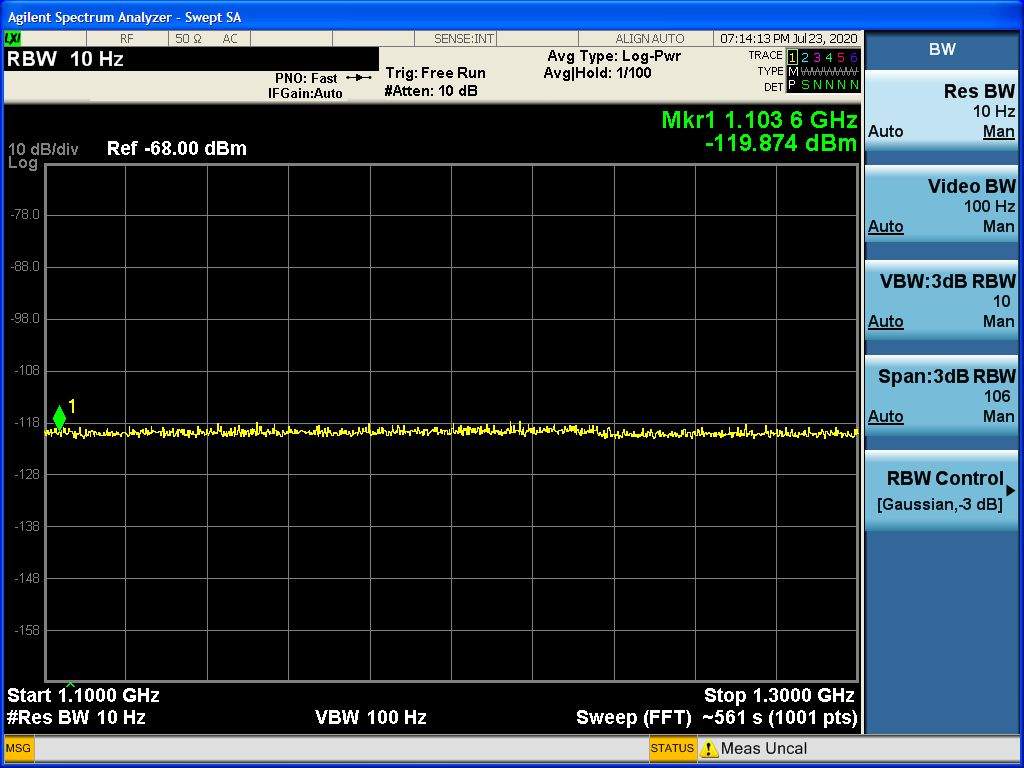 Agilent Spectrum Analyzer - Swept SA
LXI RF 50 Ω AC SENSE:INT ALIGN AUTO 07:14:13 PM Jul 23, 2020
RBW 10 Hz
PNO: Fast
IFGain:Auto
Trig: Free Run
#Atten: 10 dB
Avg Type: Log-Pwr
Avg|Hold: 1/100
TRACE 1 2 3 4 5 6
TYPE M W W W W W
DET P S N N N N
Mkr1 1.103 6 GHz
-119.874 dBm
10 dB/div Ref -68.00 dBm
Log
-78.0
-88.0
-98.0
-108
1
-118
-128
-138
-148
-158
Start 1.1000 GHz Stop 1.3000 GHz
#Res BW 10 Hz VBW 100 Hz Sweep (FFT) ~561 s (1001 pts)
MSG STATUS Meas Uncal
BW
Res BW
10 Hz
Auto Man
Video BW
100 Hz
Auto Man
VBW:3dB RBW
10
Auto Man
Span:3dB RBW
106
Auto Man
RBW Control
[Gaussian,-3 dB]